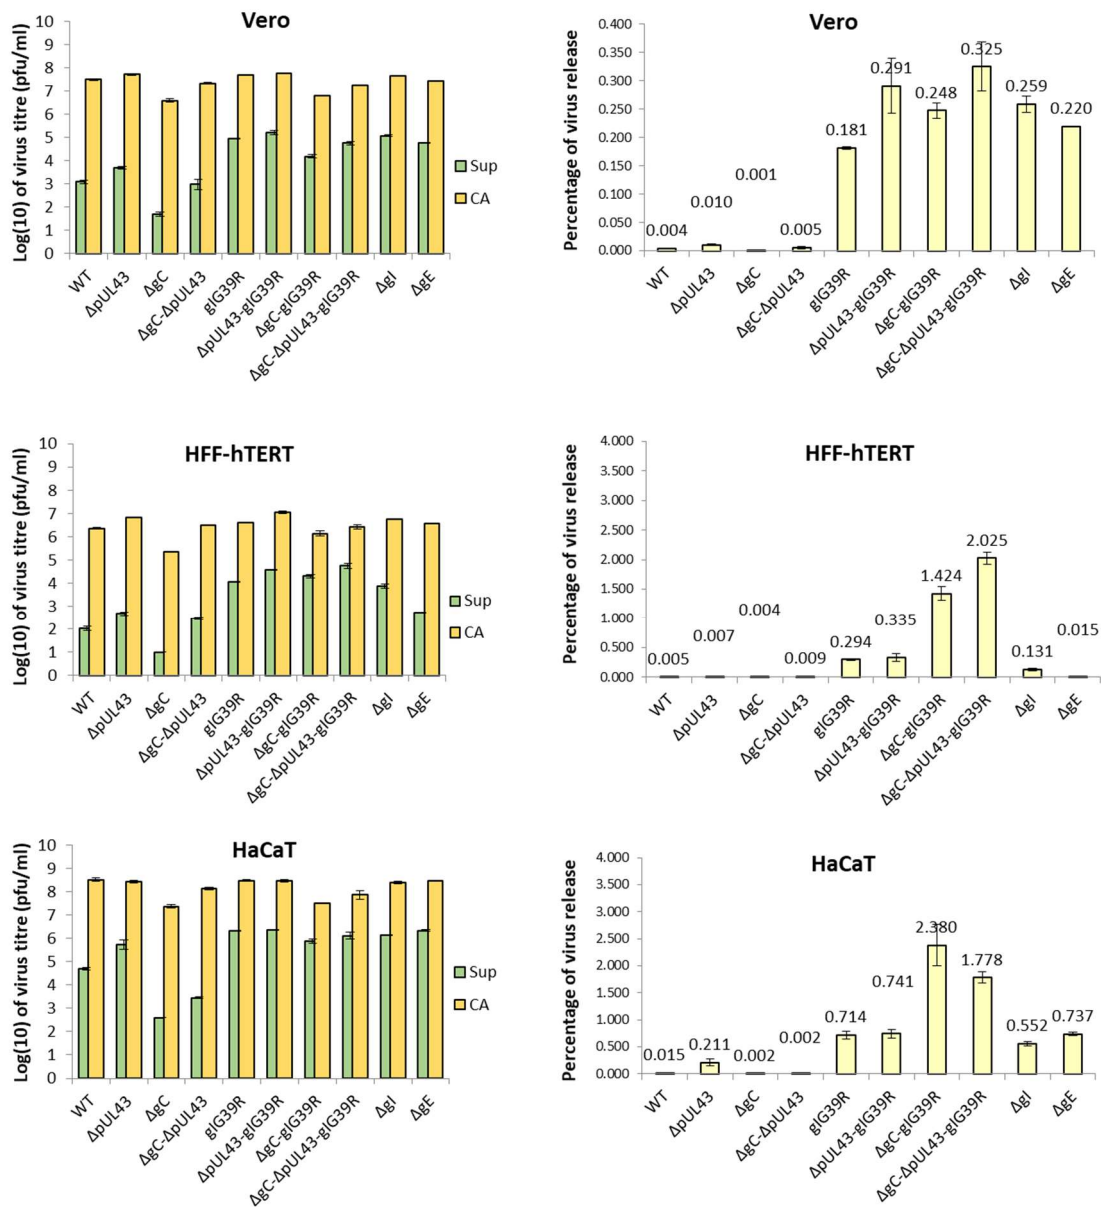 Vero
Log(10) of virus titre (pfu/ml)
10
9
8
7
6
5
4
3
2
1
0
Sup
CA
WT
ΔpUL43
ΔgC
ΔgC-ΔpUL43
gIG39R
ΔpUL43-gIG39R
ΔgC-gIG39R
ΔgC-ΔpUL43-gIG39R
ΔgI
ΔgE
Vero
Percentage of virus release
0.400
0.350
0.300
0.250
0.200
0.150
0.100
0.050
0.000
0.004
0.010
0.001
0.005
0.181
0.291
0.248
0.325
0.259
0.220
WT
ΔpUL43
ΔgC
ΔgC-ΔpUL43
gIG39R
ΔpUL43-gIG39R
ΔgC-gIG39R
ΔgC-ΔpUL43-gIG39R
ΔgI
ΔgE
HFF-hTERT
Log(10) of virus titre (pfu/ml)
10
9
8
7
6
5
4
3
2
1
0
Sup
CA
WT
ΔpUL43
ΔgC
ΔgC-ΔpUL43
gIG39R
ΔpUL43-gIG39R
ΔgC-gIG39R
ΔgC-ΔpUL43-gIG39R
ΔgI
ΔgE
HFF-hTERT
Percentage of virus release
4.000
3.500
3.000
2.500
2.000
1.500
1.000
0.500
0.000
0.005
0.007
0.004
0.009
0.294
0.335
1.424
2.025
0.131
0.015
WT
ΔpUL43
ΔgC
ΔgC-ΔpUL43
gIG39R
ΔpUL43-gIG39R
ΔgC-gIG39R
ΔgC-ΔpUL43-gIG39R
ΔgI
ΔgE
HaCaT
Log(10) of virus titre (pfu/ml)
10
9
8
7
6
5
4
3
2
1
0
Sup
CA
WT
ΔpUL43
ΔgC
ΔgC-ΔpUL43
gIG39R
ΔpUL43-gIG39R
ΔgC-gIG39R
ΔgC-ΔpUL43-gIG39R
ΔgI
ΔgE
HaCaT
Percentage of virus release
4.000
3.500
3.000
2.500
2.000
1.500
1.000
0.500
0.000
0.015
0.211
0.002
0.002
0.714
0.741
2.380
1.778
0.552
0.737
WT
ΔpUL43
ΔgC
ΔgC-ΔpUL43
gIG39R
ΔpUL43-gIG39R
ΔgC-gIG39R
ΔgC-ΔpUL43-gIG39R
ΔgI
ΔgE